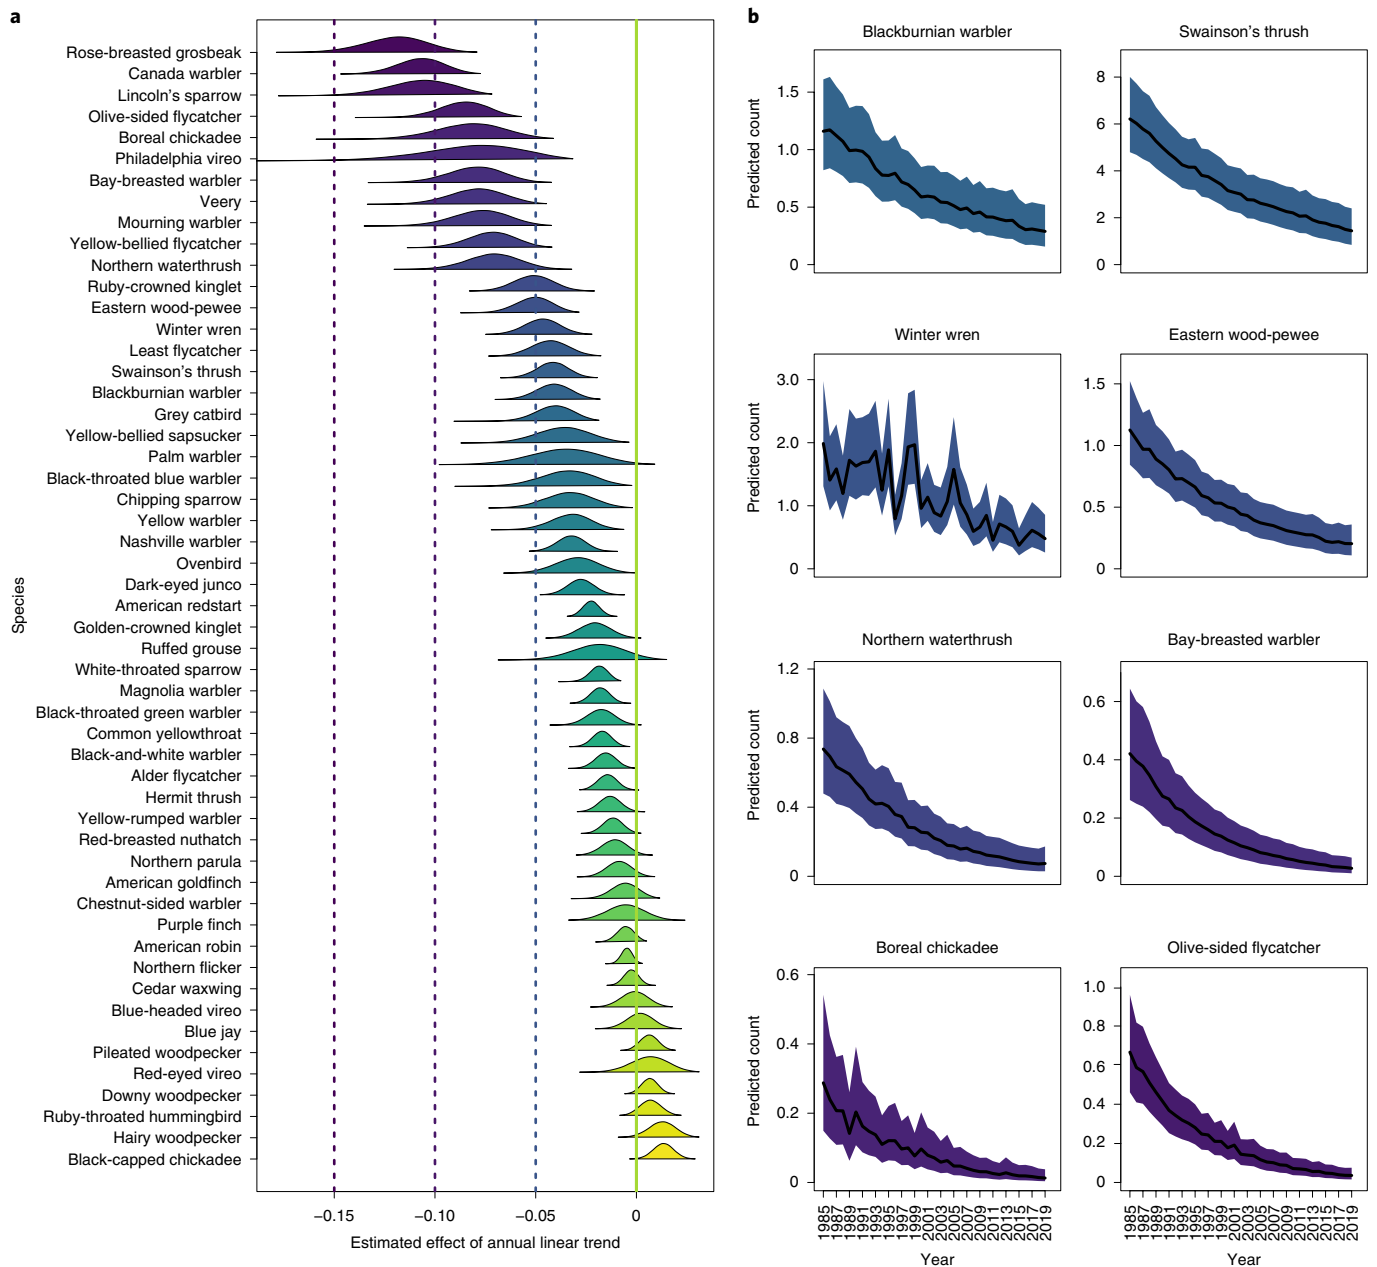 a
Species
Rose-breasted grosbeak
Canada warbler
Lincoln's sparrow
Olive-sided flycatcher
Boreal chickadee
Philadelphia vireo
Bay-breasted warbler
Veery
Mourning warbler
Yellow-bellied flycatcher
Northern waterthrush
Ruby-crowned kinglet
Eastern wood-pewee
Winter wren
Least flycatcher
Swainson's thrush
Blackburnian warbler
Grey catbird
Yellow-bellied sapsucker
Palm warbler
Black-throated blue warbler
Chipping sparrow
Yellow warbler
Nashville warbler
Ovenbird
Dark-eyed junco
American redstart
Golden-crowned kinglet
Ruffed grouse
White-throated sparrow
Magnolia warbler
Black-throated green warbler
Common yellowthroat
Black-and-white warbler
Alder flycatcher
Hermit thrush
Yellow-rumped warbler
Red-breasted nuthatch
Northern parula
American goldfinch
Chestnut-sided warbler
Purple finch
American robin
Northern flicker
Cedar waxwing
Blue-headed vireo
Blue jay
Pileated woodpecker
Red-eyed vireo
Downy woodpecker
Ruby-throated hummingbird
Hairy woodpecker
Black-capped chickadee
−0.15 −0.10 −0.05 0
Estimated effect of annual linear trend
b
Blackburnian warbler
Predicted count
1.5
1.0
0.5
0
Swainson's thrush
8
6
4
2
0
Winter wren
Predicted count
3.0
2.0
1.0
0
Eastern wood-pewee
1.5
1.0
0.5
0
Northern waterthrush
Predicted count
1.2
0.8
0.4
0
Bay-breasted warbler
0.6
0.4
0.2
0
Boreal chickadee
Predicted count
0.6
0.4
0.2
0
1985 1987 1989 1991 1993 1995 1997 1999 2001 2003 2005 2007 2009 2011 2013 2015 2017 2019
Year
Olive-sided flycatcher
1.0
0.8
0.6
0.4
0.2
0
1985 1987 1989 1991 1993 1995 1997 1999 2001 2003 2005 2007 2009 2011 2013 2015 2017 2019
Year